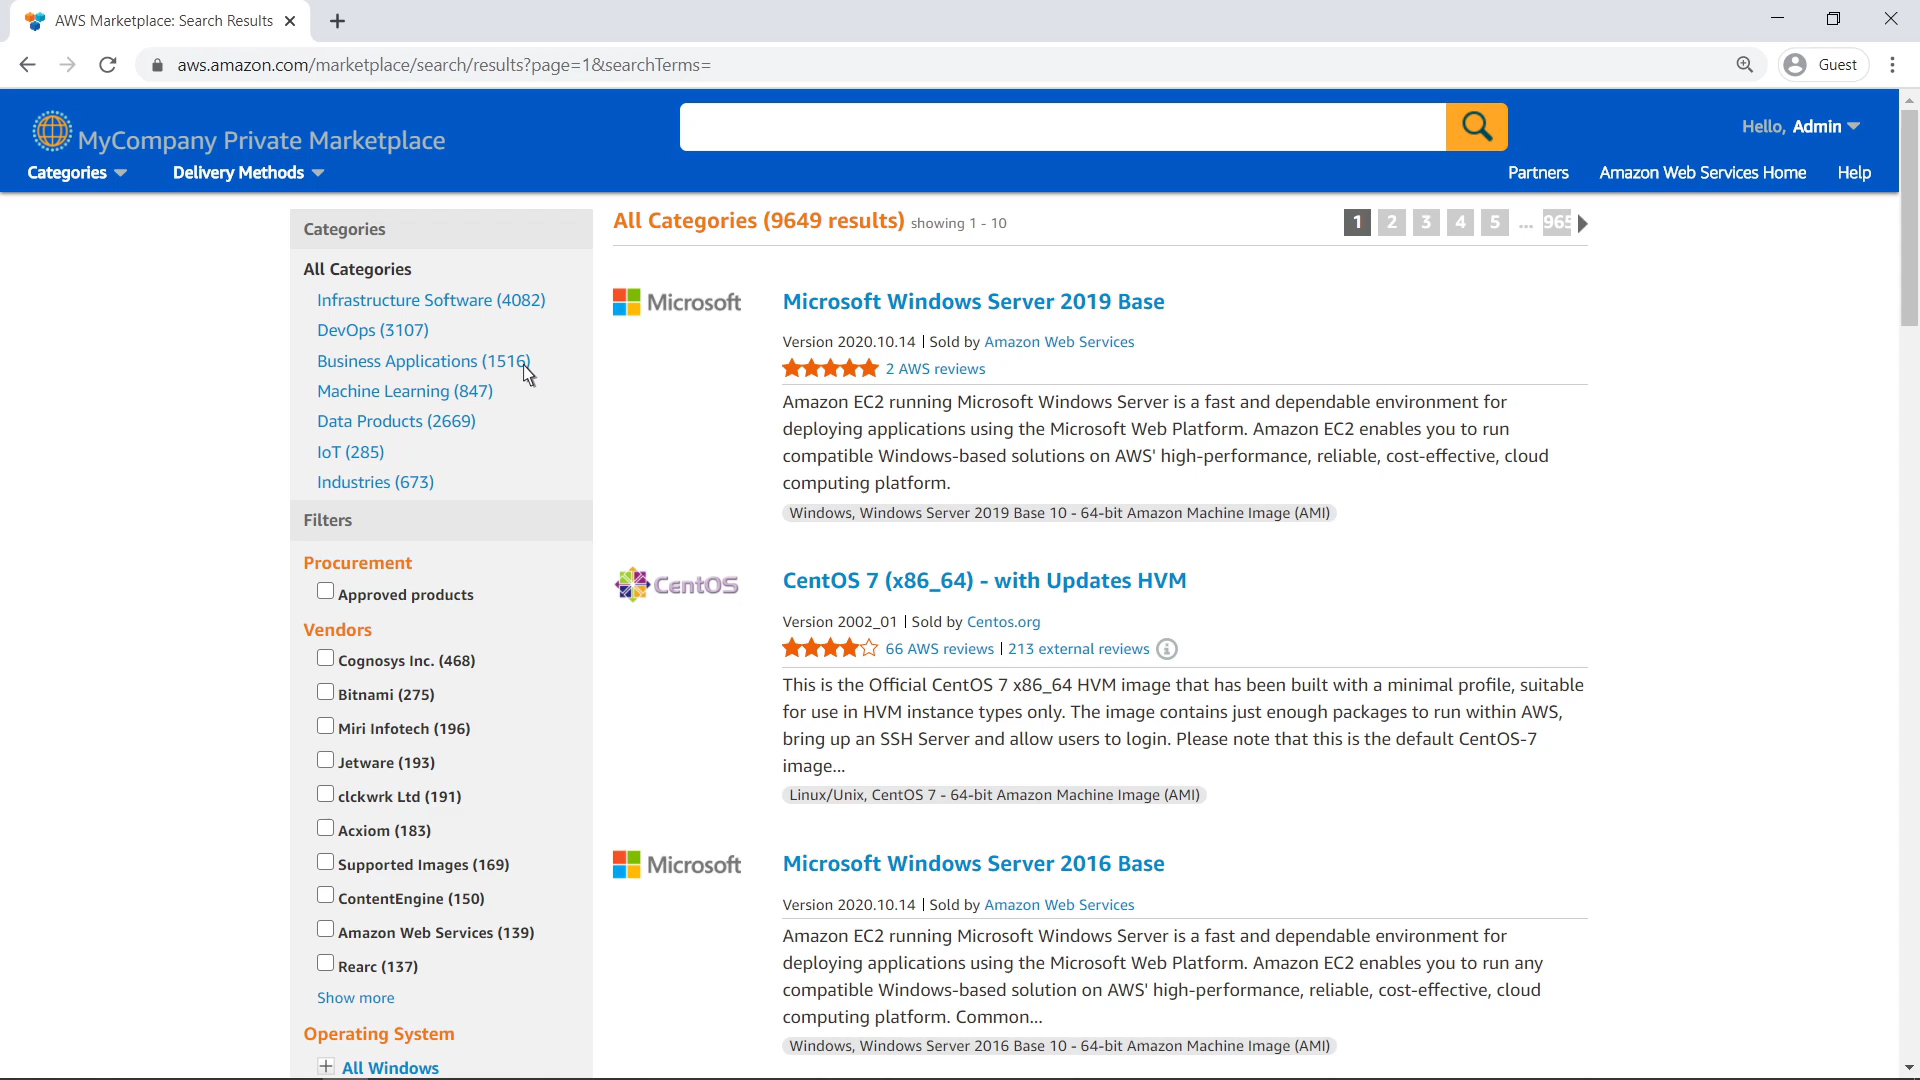 AWS Marketplace: Search Results
aws.amazon.com/marketplace/search/results?page=1&searchTerms=
Guest
MyCompany Private Marketplace
Hello, Admin
Categories
Delivery Methods
Partners
Amazon Web Services Home
Help
Categories
All Categories
Infrastructure Software (4082)
DevOps (3107)
Business Applications (1516)
Machine Learning (847)
Data Products (2669)
IoT (285)
Industries (673)
Filters
Procurement
Approved products
Vendors
Cognosys Inc. (468)
Bitnami (275)
Miri Infotech (196)
Jetware (193)
clckwrk Ltd (191)
Acxiom (183)
Supported Images (169)
ContentEngine (150)
Amazon Web Services (139)
Rearc (137)
Show more
Operating System
All Windows
All Categories (9649 results) showing 1 - 10
1 2 3 4 5 ... 965
Microsoft
Microsoft Windows Server 2019 Base
Version 2020.10.14 | Sold by Amazon Web Services
2 AWS reviews
Amazon EC2 running Microsoft Windows Server is a fast and dependable environment for
deploying applications using the Microsoft Web Platform. Amazon EC2 enables you to run
compatible Windows-based solutions on AWS' high-performance, reliable, cost-effective, cloud
computing platform.
Windows, Windows Server 2019 Base 10 - 64-bit Amazon Machine Image (AMI)
CentOS
CentOS 7 (x86_64) - with Updates HVM
Version 2002_01 | Sold by Centos.org
66 AWS reviews | 213 external reviews
This is the Official CentOS 7 x86_64 HVM image that has been built with a minimal profile, suitable
for use in HVM instance types only. The image contains just enough packages to run within AWS,
bring up an SSH Server and allow users to login. Please note that this is the default CentOS-7
image...
Linux/Unix, CentOS 7 - 64-bit Amazon Machine Image (AMI)
Microsoft
Microsoft Windows Server 2016 Base
Version 2020.10.14 | Sold by Amazon Web Services
Amazon EC2 running Microsoft Windows Server is a fast and dependable environment for
deploying applications using the Microsoft Web Platform. Amazon EC2 enables you to run any
compatible Windows-based solution on AWS' high-performance, reliable, cost-effective, cloud
computing platform. Common...
Windows, Windows Server 2016 Base 10 - 64-bit Amazon Machine Image (AMI)